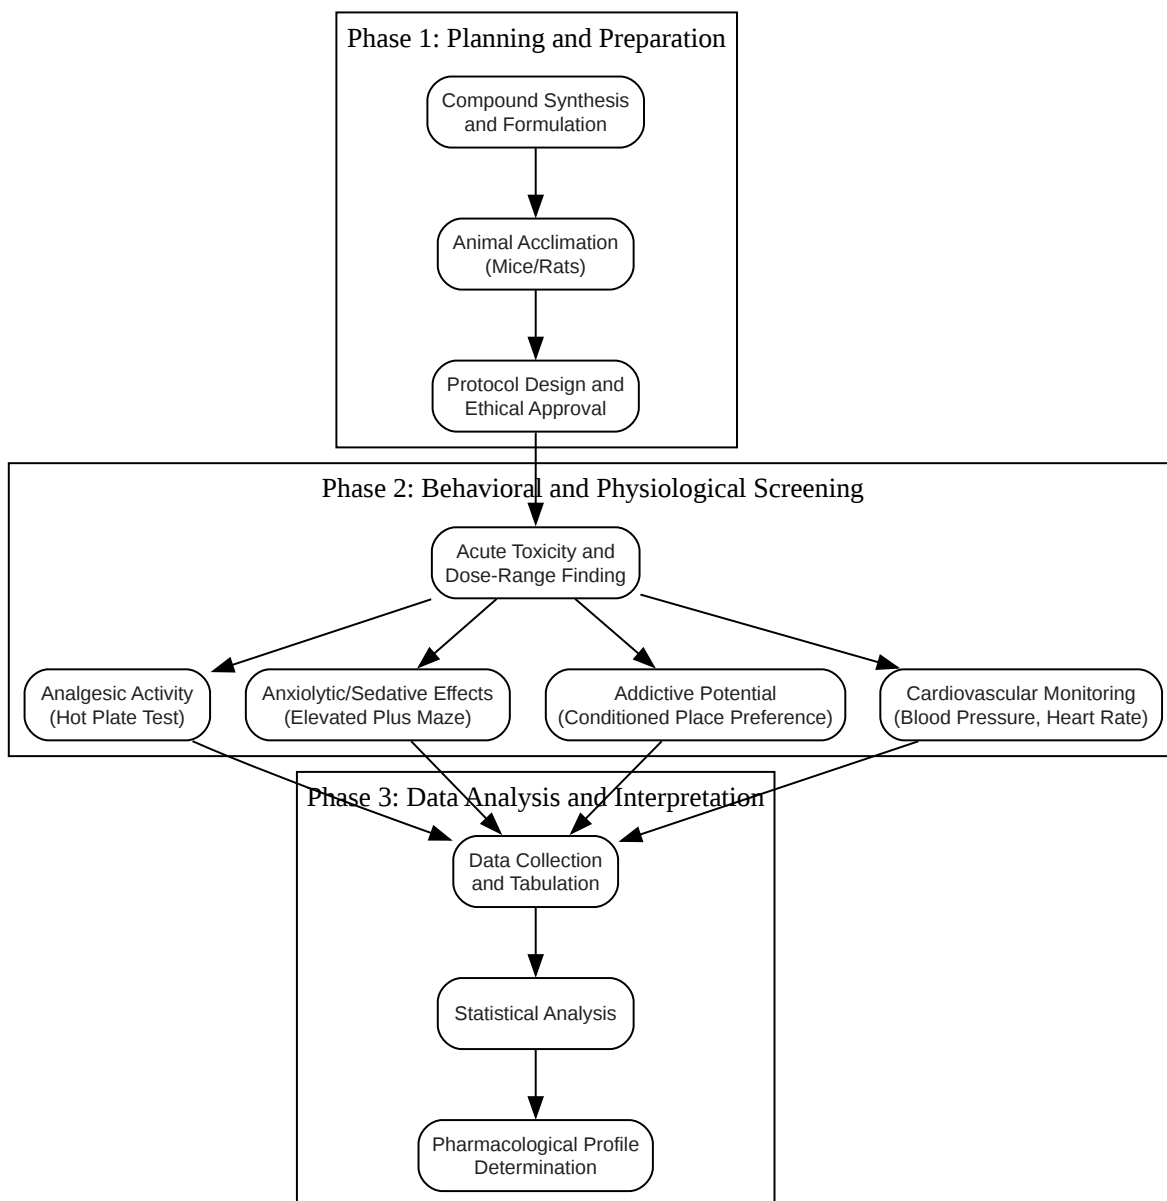 Phase 1: Planning and Preparation
Compound Synthesis
and Formulation
Animal Acclimation
(Mice/Rats)
Protocol Design and
Ethical Approval
Phase 2: Behavioral and Physiological Screening
Acute Toxicity and
Dose-Range Finding
Analgesic Activity
(Hot Plate Test)
Anxiolytic/Sedative Effects
(Elevated Plus Maze)
Addictive Potential
(Conditioned Place Preference)
Cardiovascular Monitoring
(Blood Pressure, Heart Rate)
Phase 3: Data Analysis and Interpretation
Data Collection
and Tabulation
Statistical Analysis
Pharmacological Profile
Determination